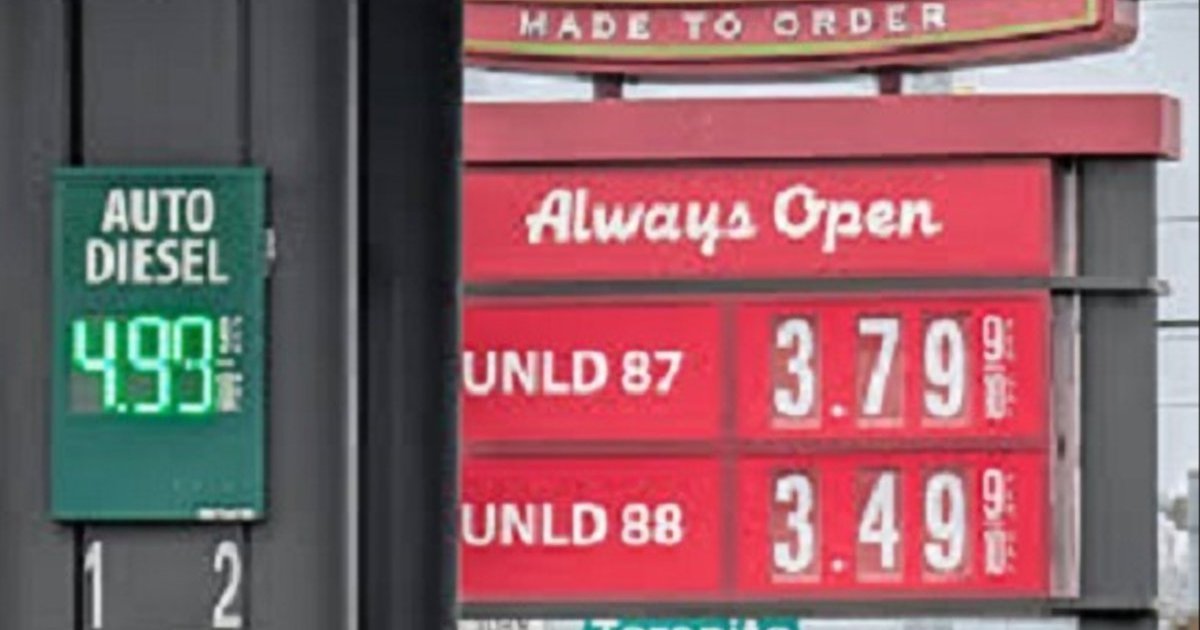 MADE TO ORDER
AUTO
DIESEL
4.99
1 2
Always Open
UNLD 87 3.79 9/10
UNLD 88 3.49 9/10